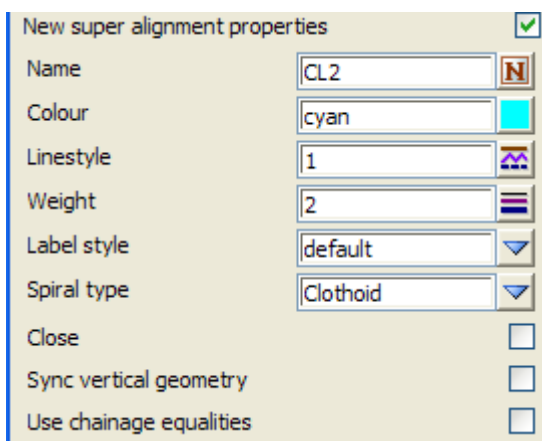 New super alignment properties
Name CL2 N
Colour cyan
Linestyle 1
Weight 2
Label style default
Spiral type Clothoid
Close
Sync vertical geometry
Use chainage equalities